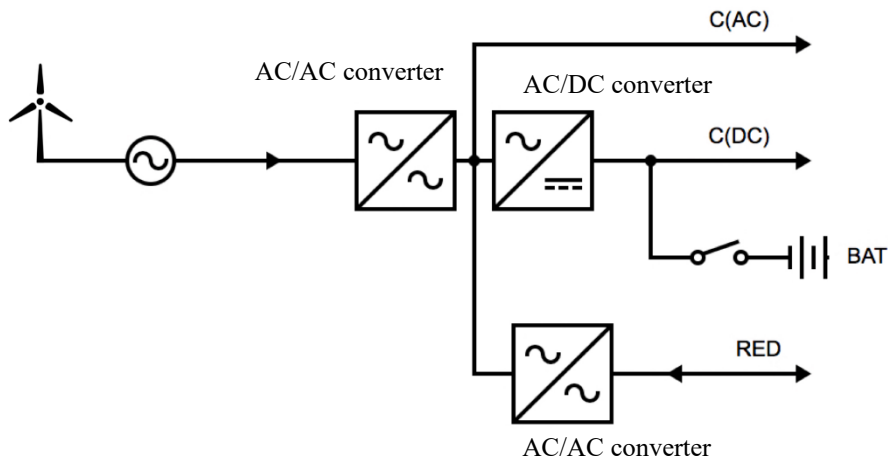 C(AC)
AC/AC converter
AC/DC converter
C(DC)
BAT
RED
AC/AC converter